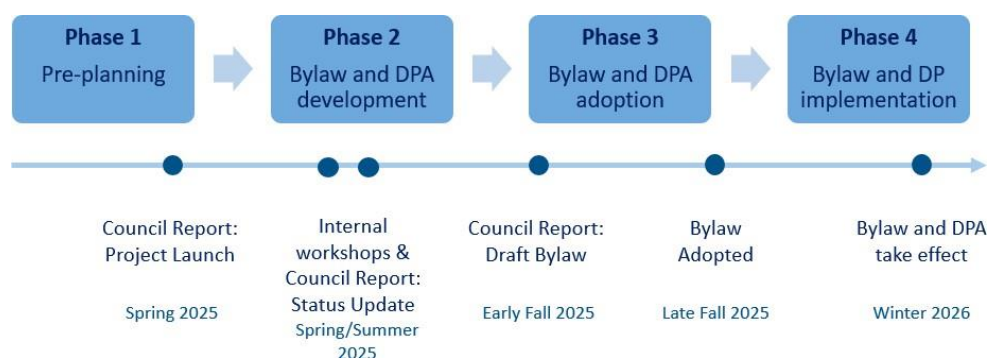 Phase 1
Pre-planning
Phase 2
Bylaw and DPA
development
Phase 3
Bylaw and DPA
adoption
Phase 4
Bylaw and DP
implementation
Council Report:
Project Launch
Spring 2025
Internal
workshops &
Council Report:
Status Update
Spring/Summer
2025
Council Report:
Draft Bylaw
Early Fall 2025
Bylaw
Adopted
Late Fall 2025
Bylaw and DPA
take effect
Winter 2026